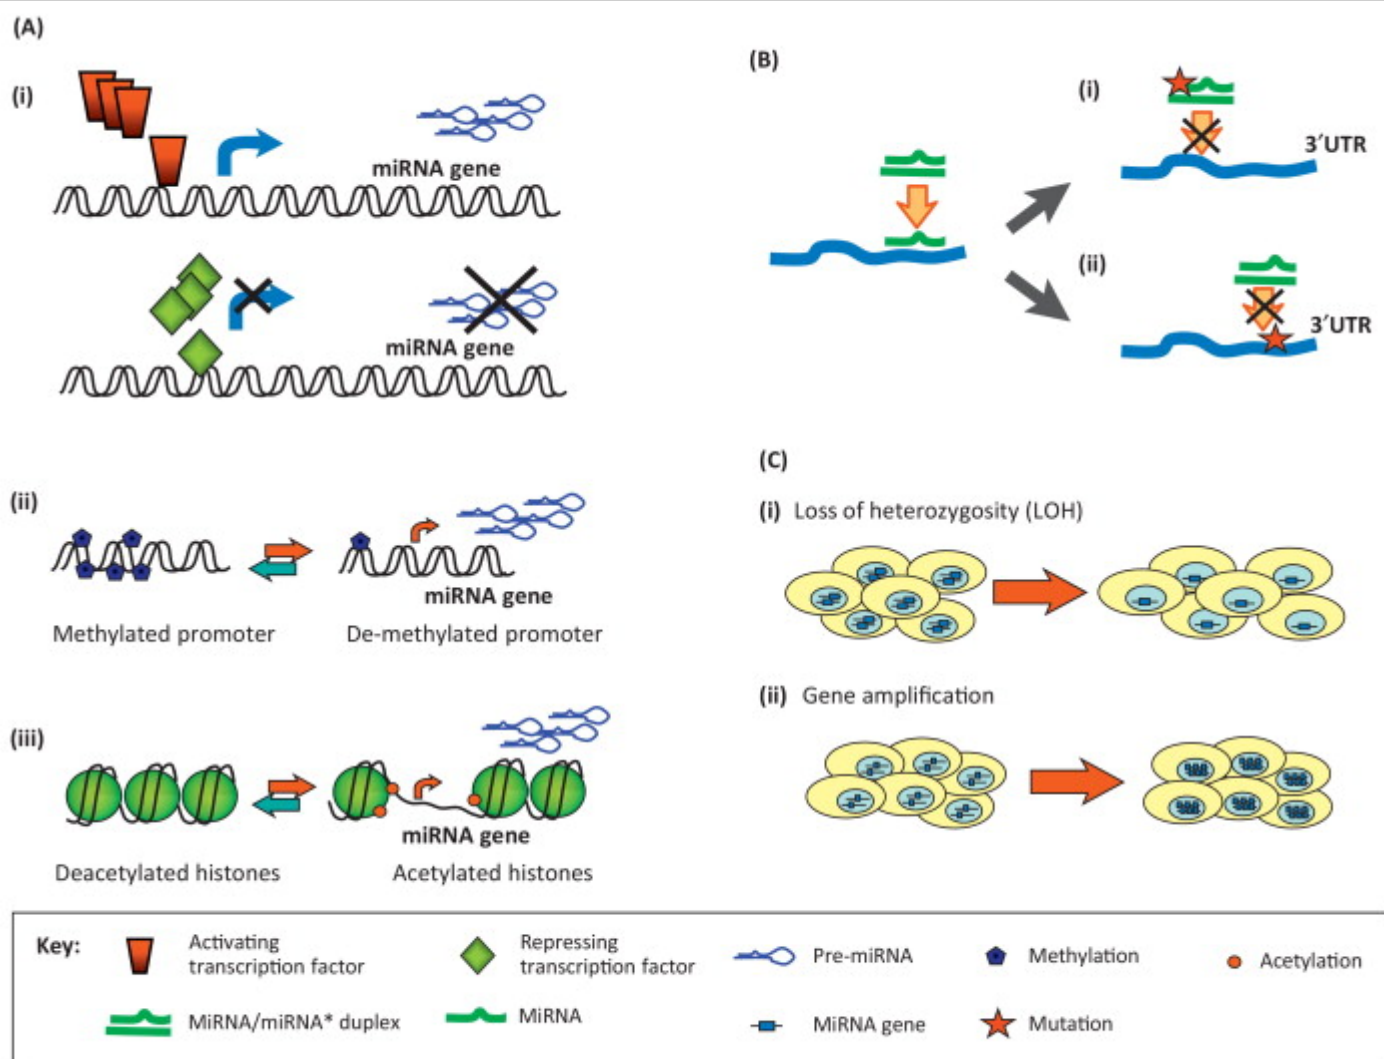 (A)
(i)
miRNA gene
miRNA gene
(ii)
miRNA gene
Methylated promoter
De-methylated promoter
(iii)
miRNA gene
Deacetylated histones
Acetylated histones
(B)
(i)
3′UTR
(ii)
3′UTR
(C)
(i) Loss of heterozygosity (LOH)
(ii) Gene amplification
Key:
Activating
transcription factor
Repressing
transcription factor
Pre-miRNA
Methylation
Acetylation
MiRNA/miRNA* duplex
MiRNA
MiRNA gene
Mutation